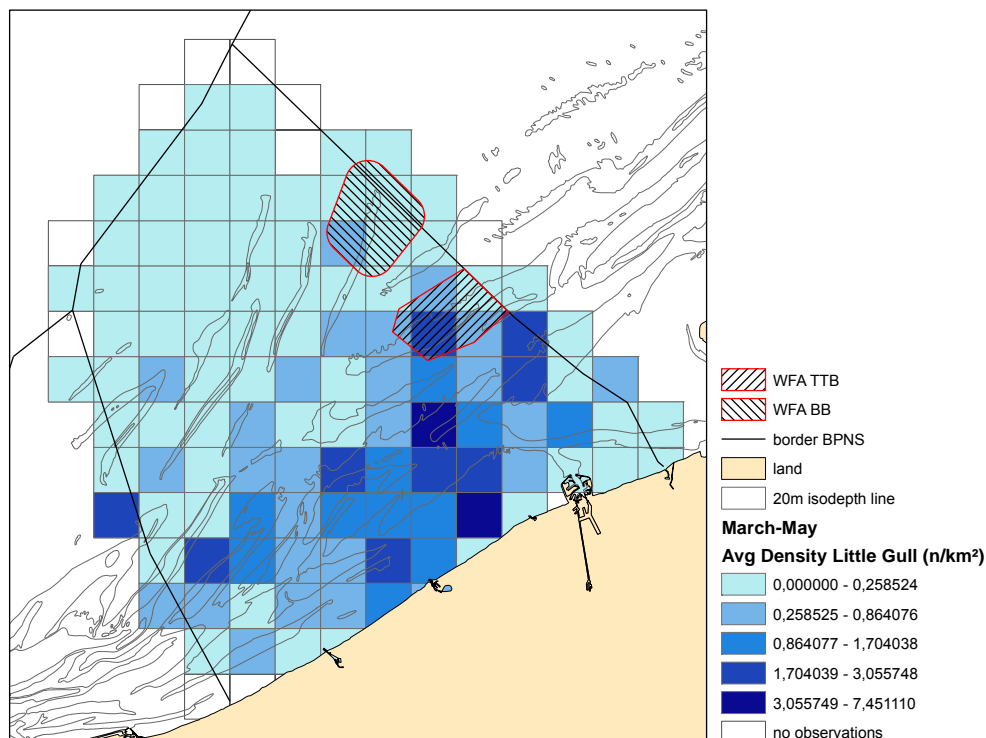 WFA TTB
WFA BB
border BPNS
land
20m isodepth line
March-May
Avg Density Little Gull (n/km²)
0,000000 - 0,258524
0,258525 - 0,864076
0,864077 - 1,704038
1,704039 - 3,055748
3,055749 - 7,451110
no observations